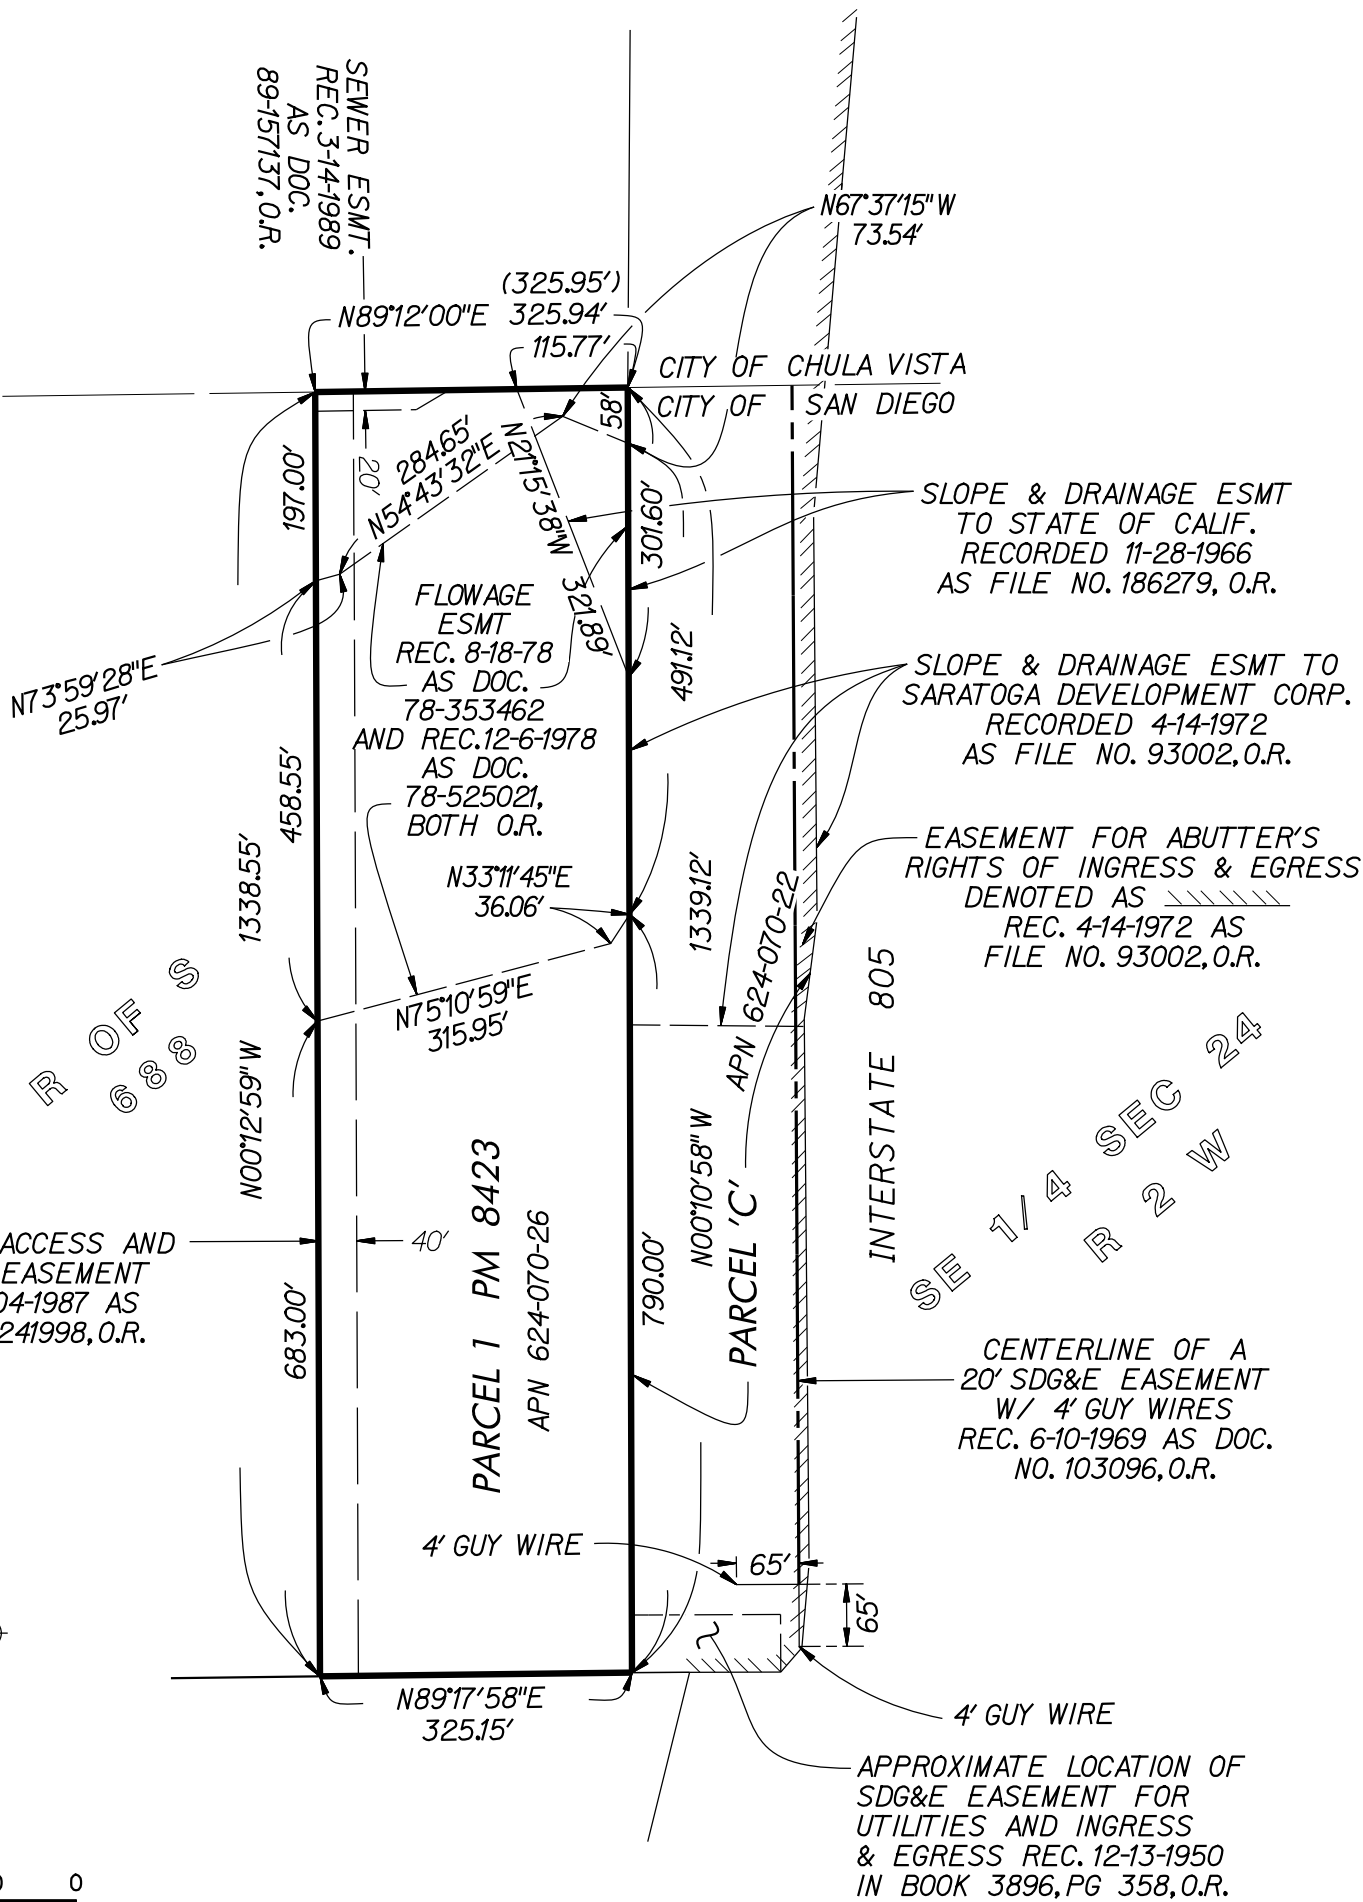 SEWER ESMT.
REC. 3-14-1989
AS DOC.
89-157137, O.R.
N67°37'15"W
73.54'
(325.95')
N89°12'00"E 325.94'
115.77'
CITY OF CHULA VISTA
CITY OF SAN DIEGO
58'
197.00'
20'
284.65'
N54°43'32"E
N21°15'38"W 321.89'
301.60'
SLOPE & DRAINAGE ESMT
TO STATE OF CALIF.
RECORDED 11-28-1966
AS FILE NO. 186279, O.R.
FLOWAGE
ESMT
REC. 8-18-78
AS DOC.
78-353462
AND REC. 12-6-1978
AS DOC.
78-525021,
BOTH O.R.
N73°59'28"E
25.97'
491.12'
SLOPE & DRAINAGE ESMT TO
SARATOGA DEVELOPMENT CORP.
RECORDED 4-14-1972
AS FILE NO. 93002, O.R.
458.55'
1338.55'
N33°11'45"E
36.06'
1339.12'
APN 624-070-22
EASEMENT FOR ABUTTER'S
RIGHTS OF INGRESS & EGRESS
DENOTED AS
REC. 4-14-1972 AS
FILE NO. 93002, O.R.
N75°10'59"E
315.95'
R OF S
688
N00°12'59"W
INTERSTATE 805
SE 1/4 SEC 24
R 2 W
N00°10'58"W
PARCEL 'C'
PARCEL 1 PM 8423
APN 624-070-26
40'
790.00'
ACCESS AND
EASEMENT
04-1987 AS
241998, O.R.
683.00'
CENTERLINE OF A
20' SDG&E EASEMENT
W/ 4' GUY WIRES
REC. 6-10-1969 AS DOC.
NO. 103096, O.R.
4' GUY WIRE
65'
65'
N89°17'58"E
325.15'
4' GUY WIRE
APPROXIMATE LOCATION OF
SDG&E EASEMENT FOR
UTILITIES AND INGRESS
& EGRESS REC. 12-13-1950
IN BOOK 3896, PG 358, O.R.
0